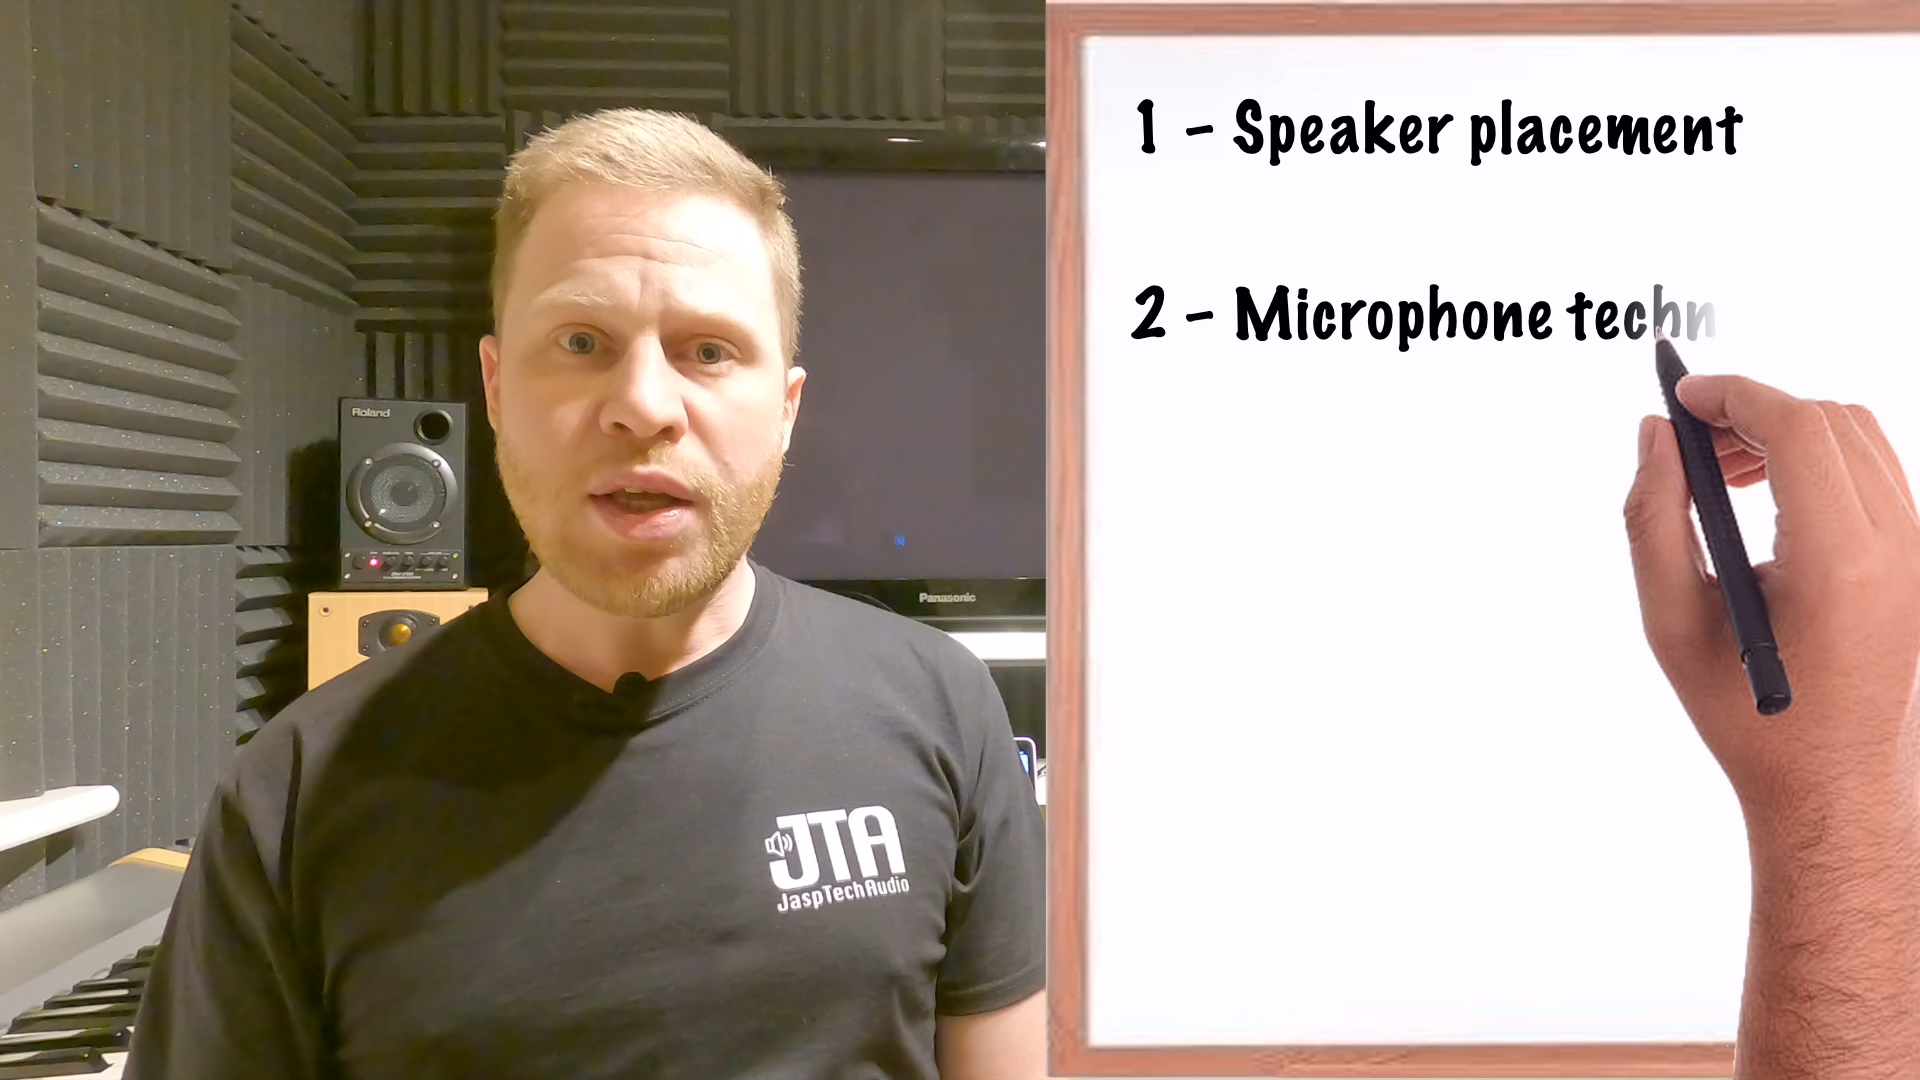 Roland
Panasonic
JTA
JaspTechAudio
1 - Speaker placement
2 - Microphone techn